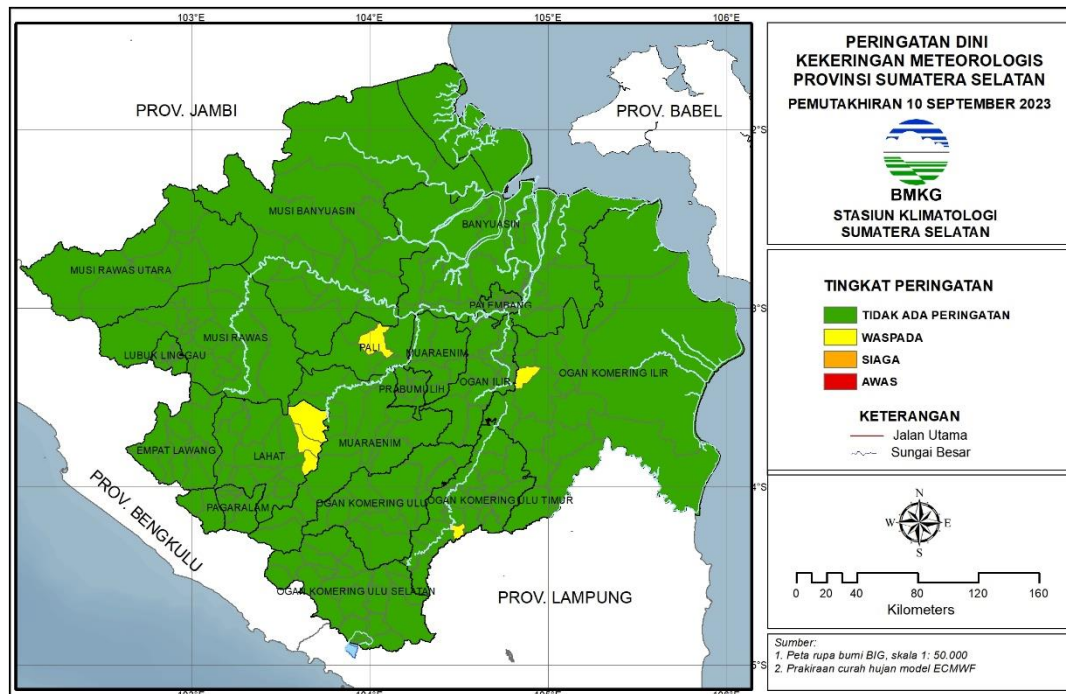 103°E
104°E
105°E
106°E
PROV. JAMBI
PROV. BABEL
2°S
MUSI BANYUASIN
BANYUASIN
MUSI RAWAS UTARA
PALEMBANG
3°S
MUSI RAWAS
PALI
MUARAENIM
LUBUK LINGGAU
OGAN KOMERING ILIR
OGAN ILIR
PRABUMULIH
MUARAENIM
EMPAT LAWANG
LAHAT
PAGARALAM
OGAN KOMERING ULU
OGAN KOMERING ULU TIMUR
4°S
PROV. BENGKULU
OGAN KOMERING ULU SELATAN
PROV. LAMPUNG
5°S
103°E
104°E
105°E
106°E
PERINGATAN DINI
KEKERINGAN METEOROLOGIS
PROVINSI SUMATERA SELATAN
PEMUTAKHIRAN 10 SEPTEMBER 2023
BMKG
STASIUN KLIMATOLOGI
SUMATERA SELATAN
TINGKAT PERINGATAN
TIDAK ADA PERINGATAN
WASPADA
SIAGA
AWAS
KETERANGAN
Jalan Utama
Sungai Besar
N
W E
S
0 20 40 80 120 160
Kilometers
Sumber:
1. Peta rupa bumi BIG, skala 1: 50.000
2. Prakiraan curah hujan model ECMWF